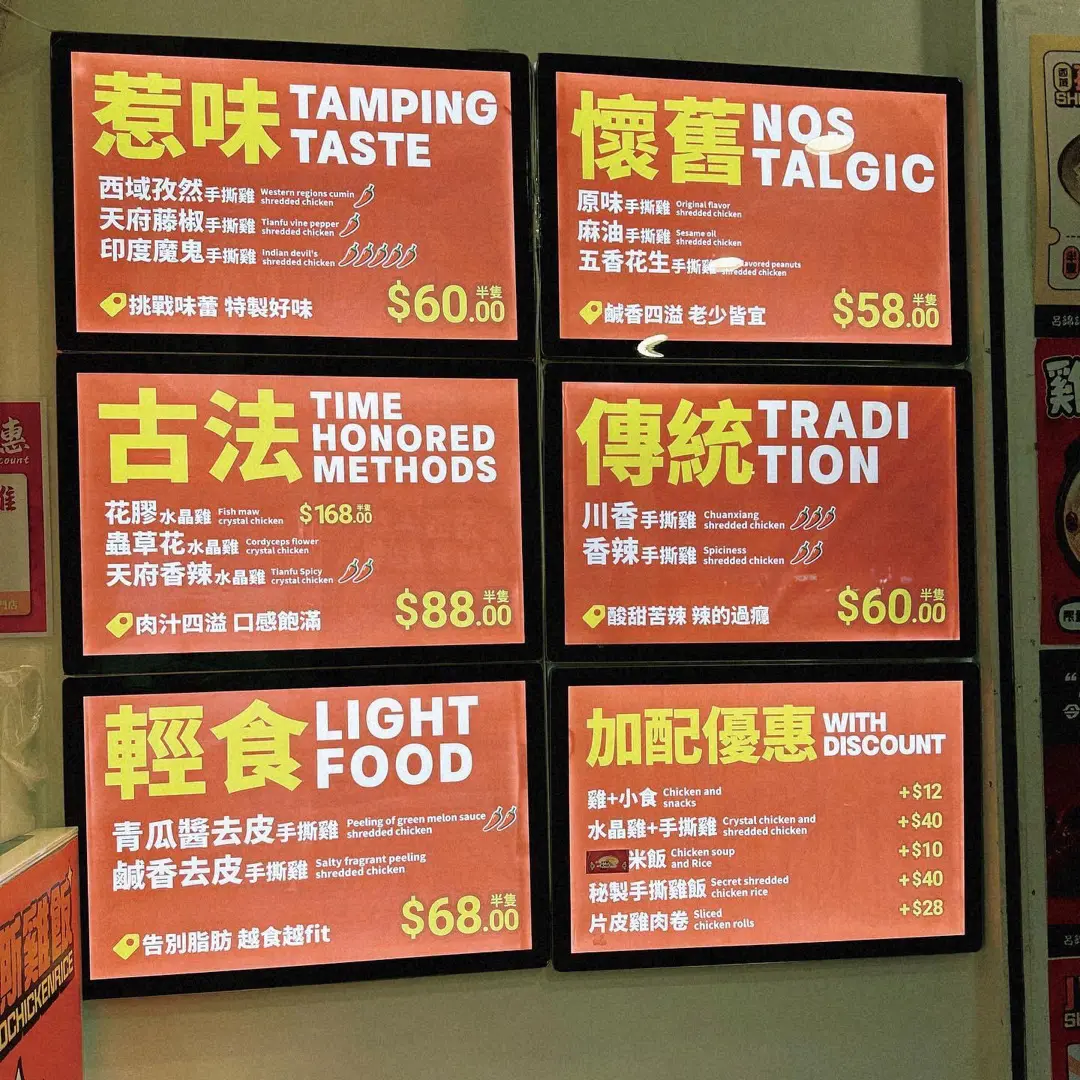 惹味 TAMPING TASTE
西域孜然手撕雞 Western regions cumin shredded chicken
天府藤椒手撕雞 Tianfu vine pepper shredded chicken
印度魔鬼手撕雞 Indian devil's shredded chicken
挑戰味蕾 特製好味 $60.00 半隻
懷舊 NOS TALGIC
原味手撕雞 Original flavor shredded chicken
麻油手撕雞 Sesame oil shredded chicken
五香花生手撕雞 peanuts shredded chicken
鹹香四溢 老少皆宜 $58.00 半隻
古法 TIME HONORED METHODS
花膠水晶雞 Fish maw crystal chicken $168.00 半隻
蟲草花水晶雞 Cordyceps flower crystal chicken
天府香辣水晶雞 Tianfu Spicy crystal chicken
肉汁四溢 口感飽滿 $88.00 半隻
傳統 TRADI TION
川香手撕雞 Chuanxiang shredded chicken
香辣手撕雞 Spiciness shredded chicken
酸甜苦辣 辣的過癮 $60.00 半隻
輕食 LIGHT FOOD
青瓜醬去皮手撕雞 Peeling of green melon sauce shredded chicken
鹹香去皮手撕雞 Salty fragrant peeling shredded chicken
告別脂肪 越食越fit $68.00 半隻
加配優惠 WITH DISCOUNT
雞+小食 Chicken and snacks +$12
水晶雞+手撕雞 Crystal chicken and shredded chicken +$40
米飯 Chicken soup and Rice +$10
秘製手撕雞飯 Secret shredded chicken rice +$40
片皮雞肉卷 Sliced chicken rolls +$28
惠
count
雞飯
CHICKENRICE
雞